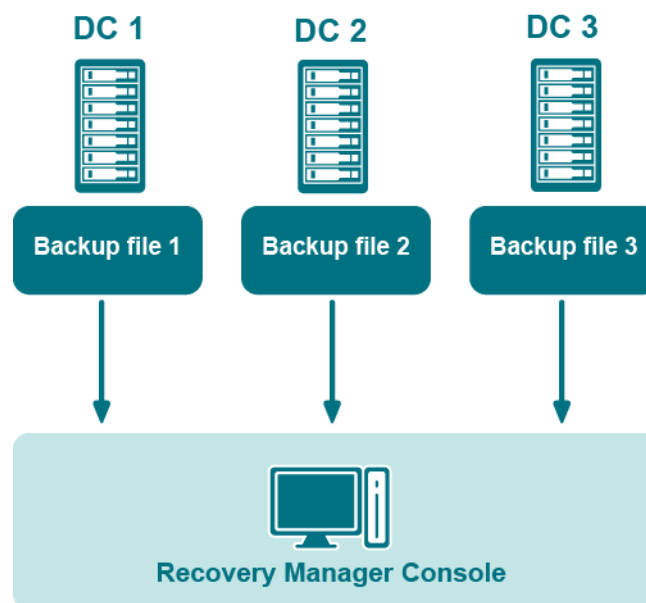 DC 1
DC 2
DC 3
Backup file 1
Backup file 2
Backup file 3
Recovery Manager Console